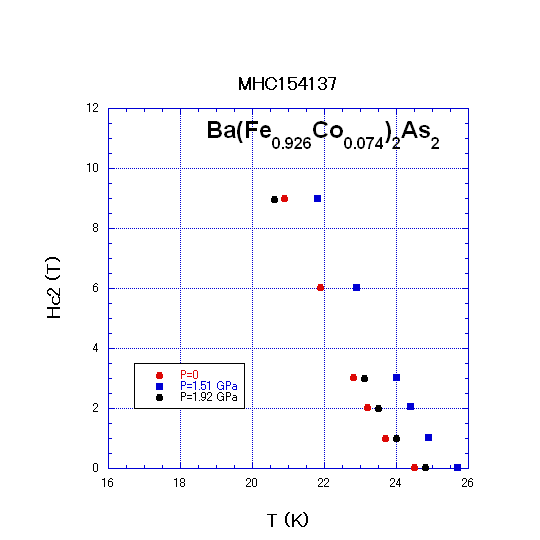 MHC154137
Ba(Fe0.926Co0.074)2As2
12
10
8
6
4
2
0
Hc2 (T)
P=0
P=1.51 GPa
P=1.92 GPa
16 18 20 22 24 26
T (K)